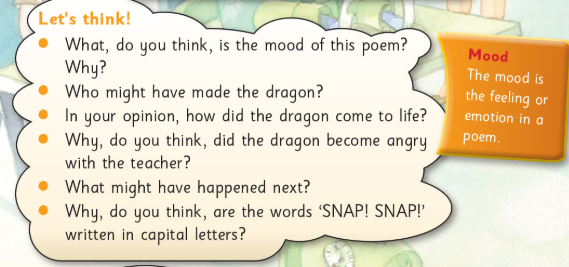 Let's think!
● What, do you think, is the mood of this poem?
Why?
● Who might have made the dragon?
● In your opinion, how did the dragon come to life?
● Why, do you think, did the dragon become angry
with the teacher?
● What might have happened next?
● Why, do you think, are the words ‘SNAP! SNAP!’
written in capital letters?
Mood
The mood is
the feeling or
emotion in a
poem.